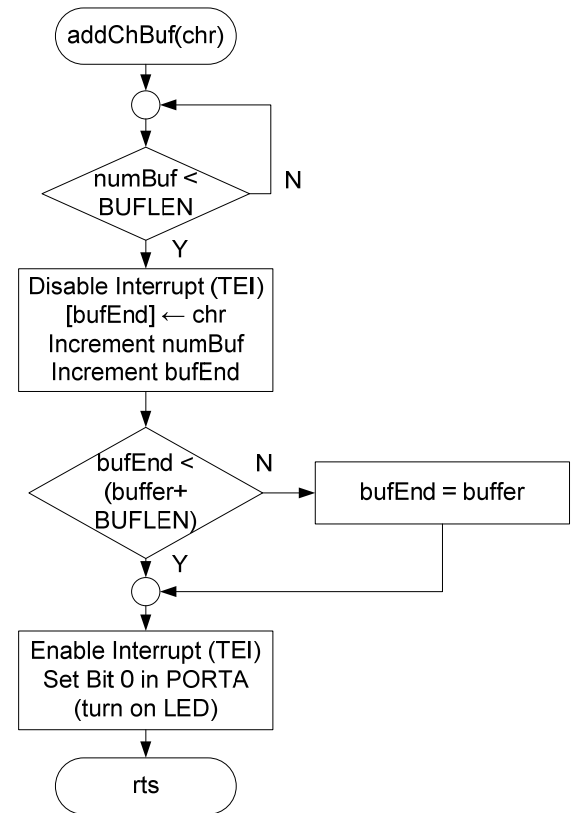 addChBuf(chr)
numBuf <
BUFLEN
N
Y
Disable Interrupt (TEI)
[bufEnd] ← chr
Increment numBuf
Increment bufEnd
bufEnd <
(buffer+
BUFLEN)
N
bufEnd = buffer
Y
Enable Interrupt (TEI)
Set Bit 0 in PORTA
(turn on LED)
rts